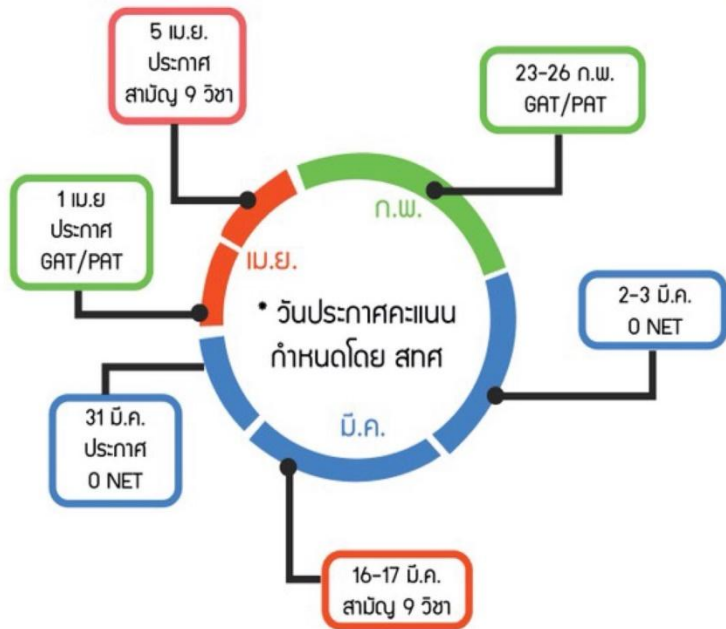 5 เม.ย.
ประกาศ
สามัญ 9 วิชา
23-26 ก.พ.
GAT/PAT
ก.พ.
1 เม.ย
ประกาศ
GAT/PAT
เม.ย.
* วันประกาศคะแนน
กำหนดโดย สทศ
2-3 มี.ค.
O NET
31 มี.ค.
ประกาศ
O NET
มี.ค.
16-17 มี.ค.
สามัญ 9 วิชา